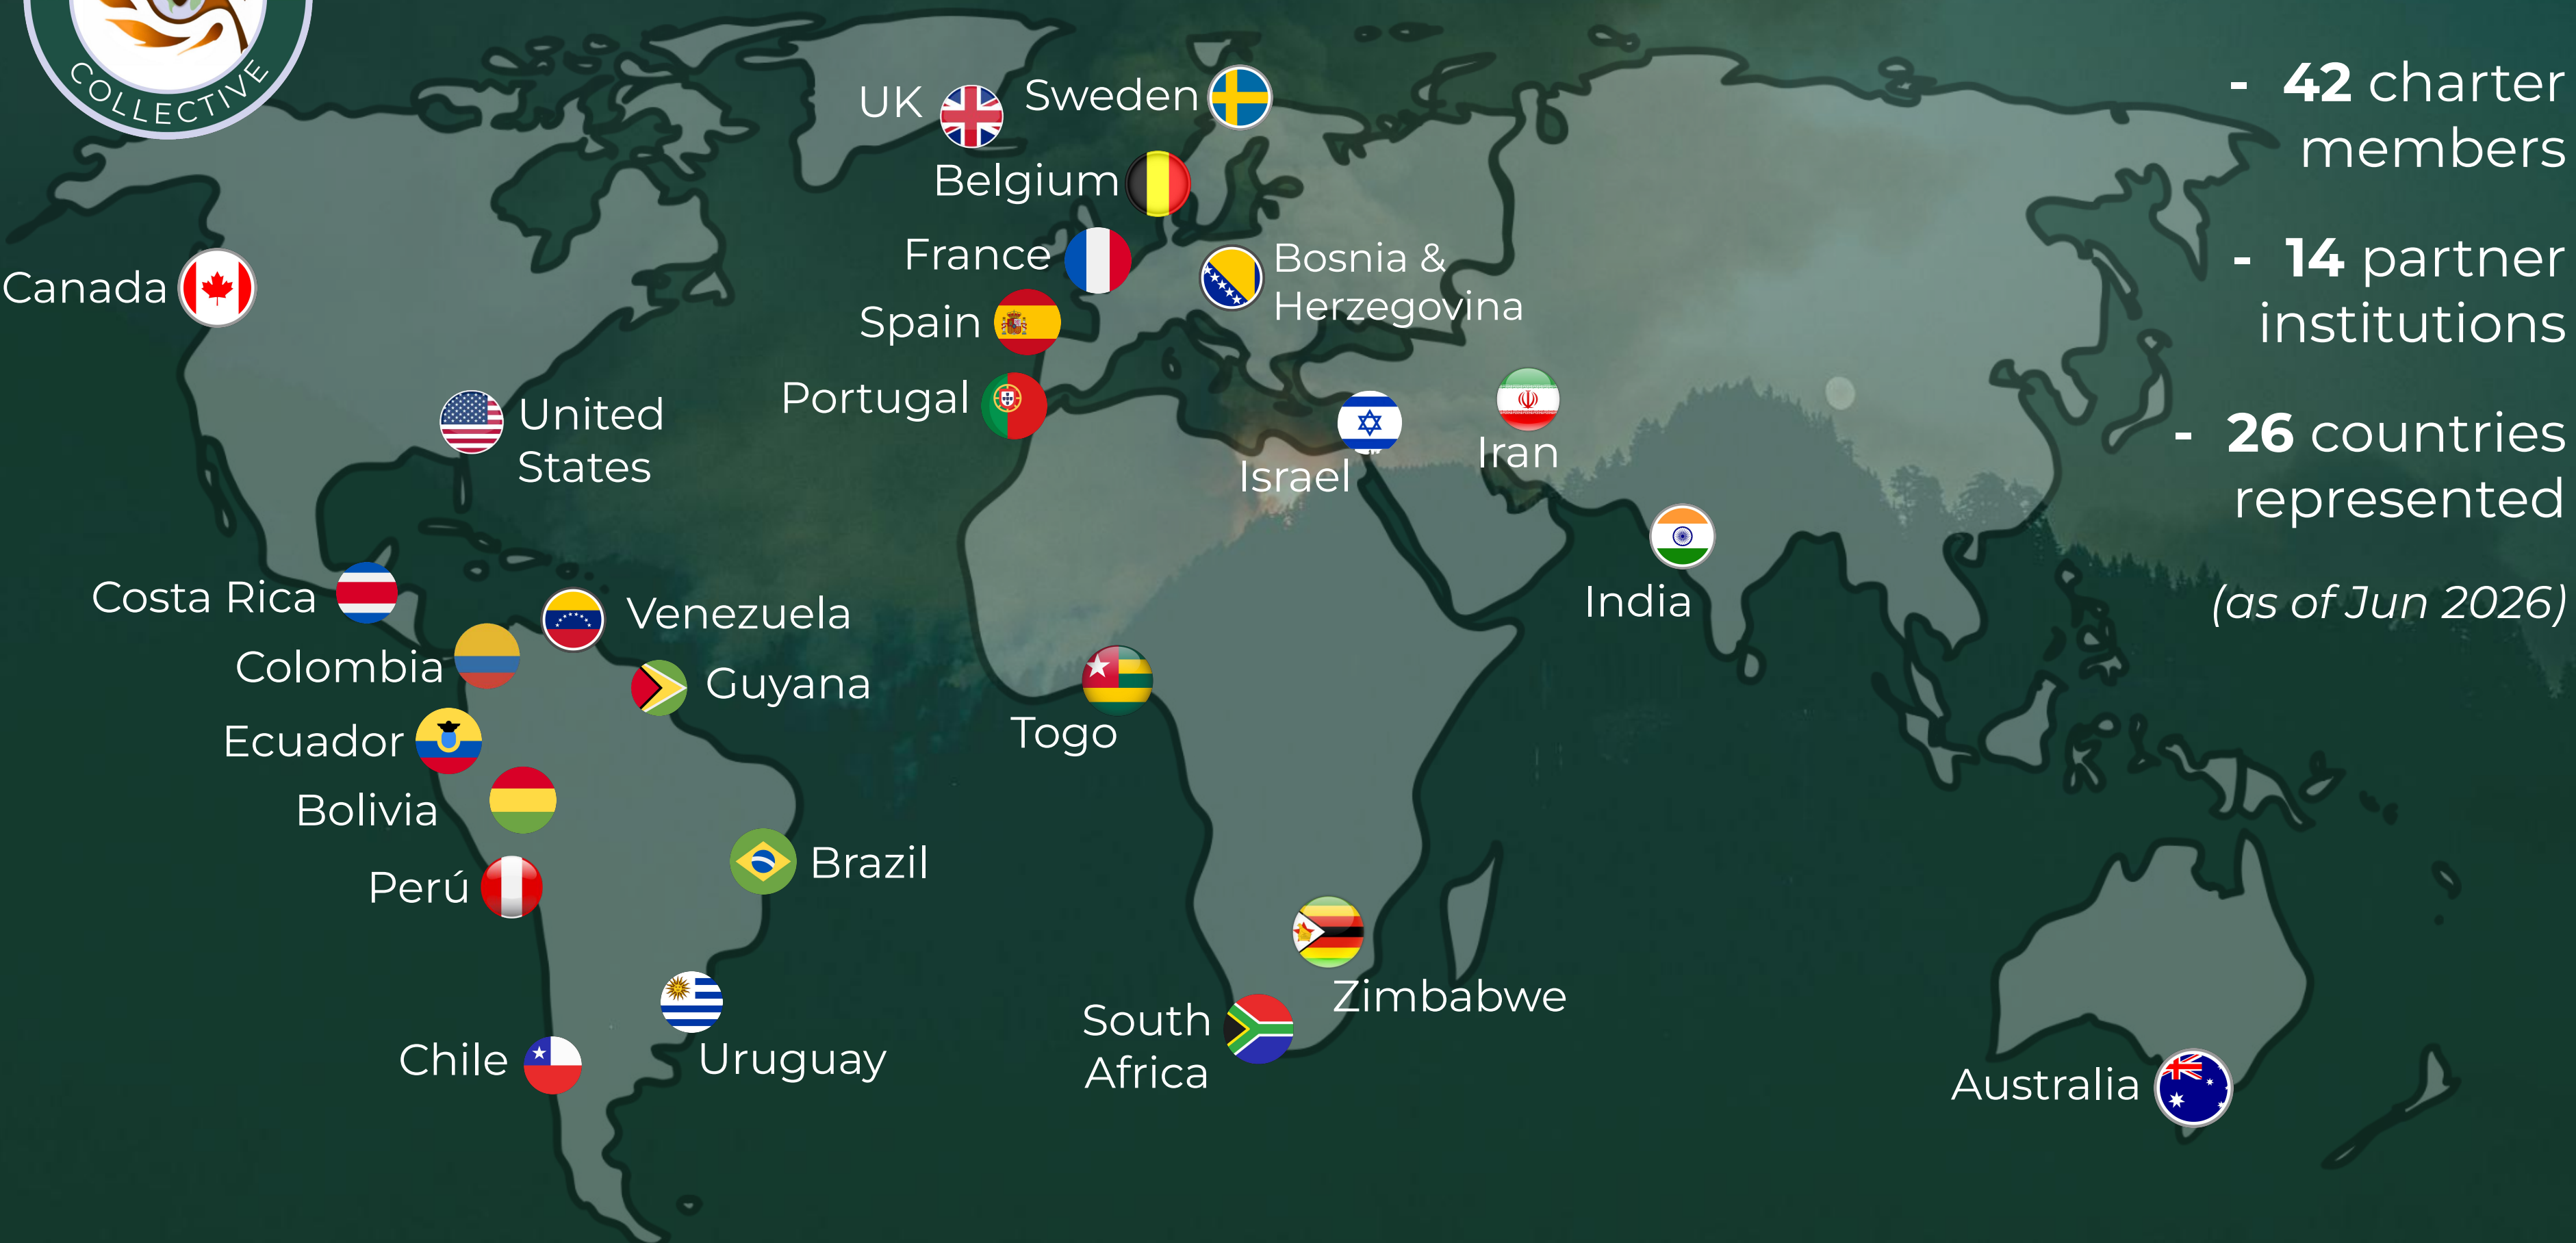 COLLECTIVE
UK
Sweden
Belgium
France
Bosnia &
Herzegovina
Spain
Portugal
Canada
United
States
Israel
Iran
India
Costa Rica
Venezuela
Colombia
Guyana
Ecuador
Togo
Bolivia
Brazil
Perú
Zimbabwe
South
Africa
Chile
Uruguay
Australia
- 42 charter
members
- 14 partner
institutions
- 26 countries
represented
(as of Jun 2026)